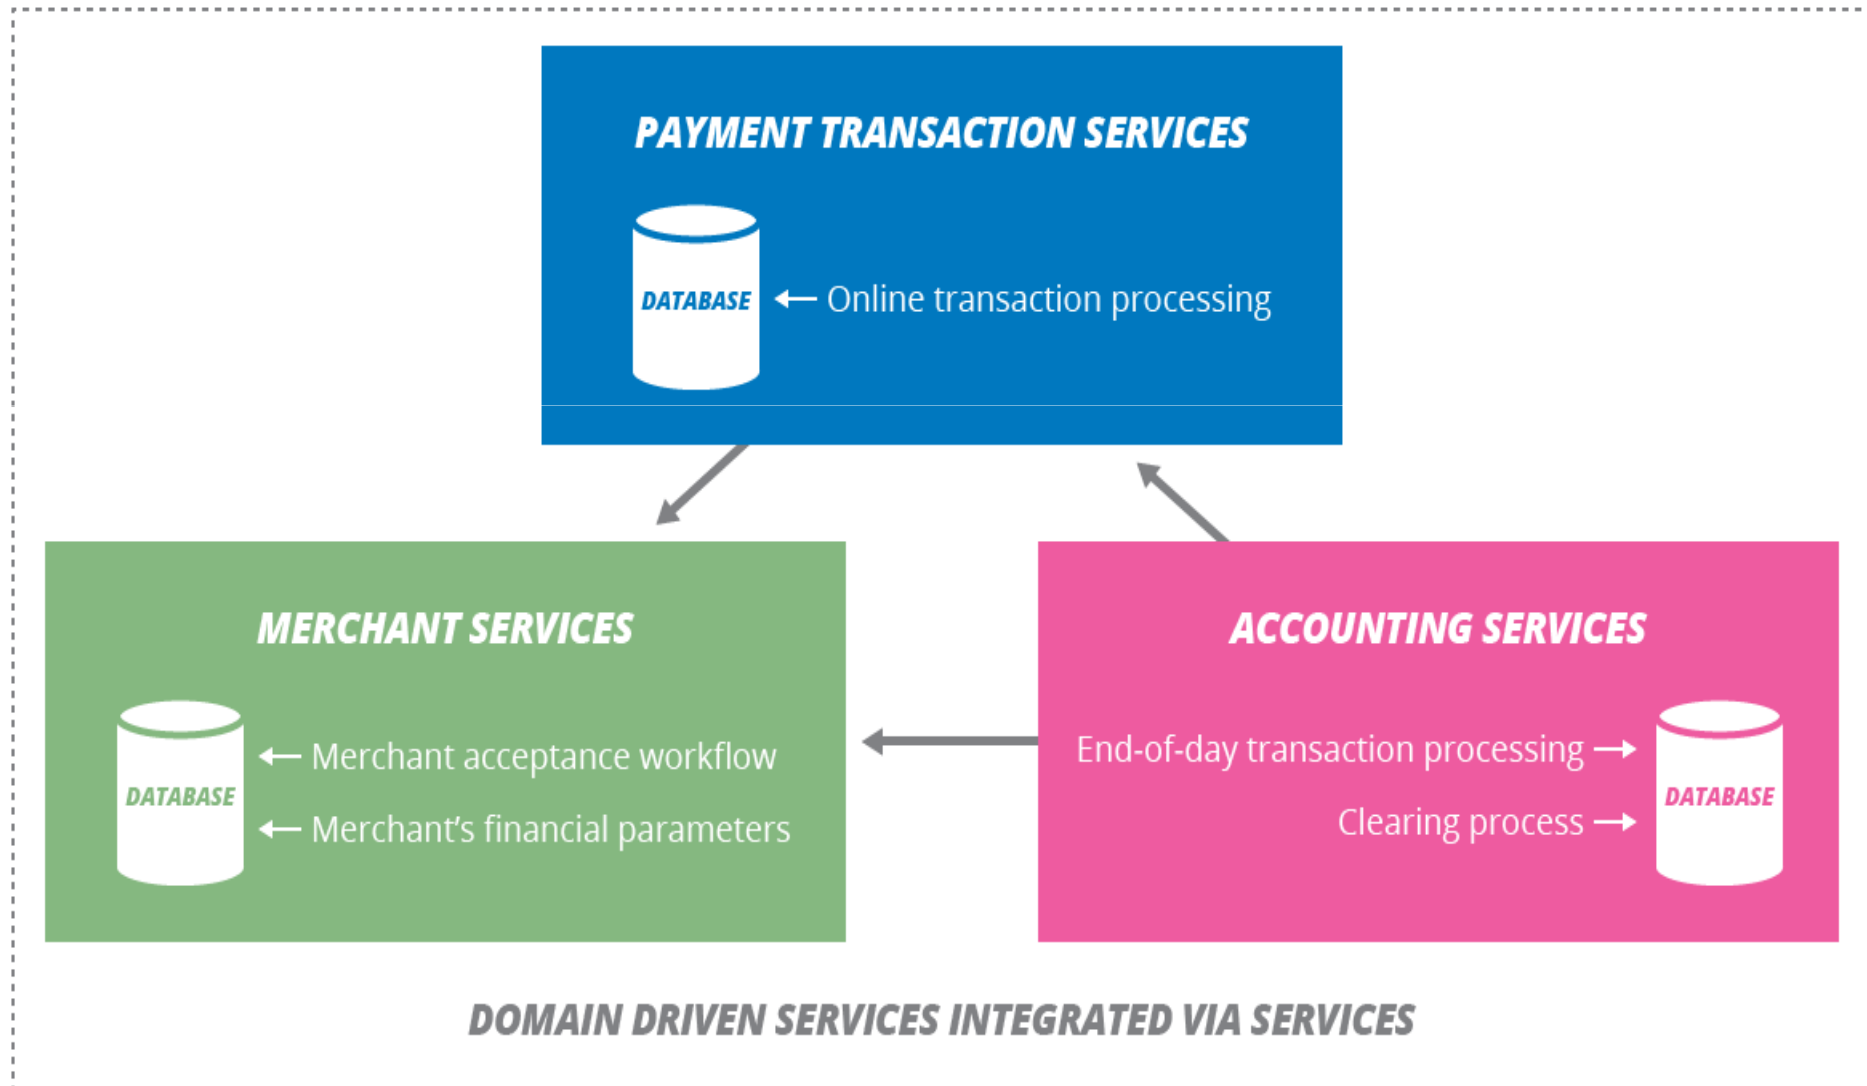 PAYMENT TRANSACTION SERVICES
DATABASE
Online transaction processing
MERCHANT SERVICES
DATABASE
Merchant acceptance workflow
Merchant’s financial parameters
ACCOUNTING SERVICES
End-of-day transaction processing
Clearing process
DATABASE
DOMAIN DRIVEN SERVICES INTEGRATED VIA SERVICES